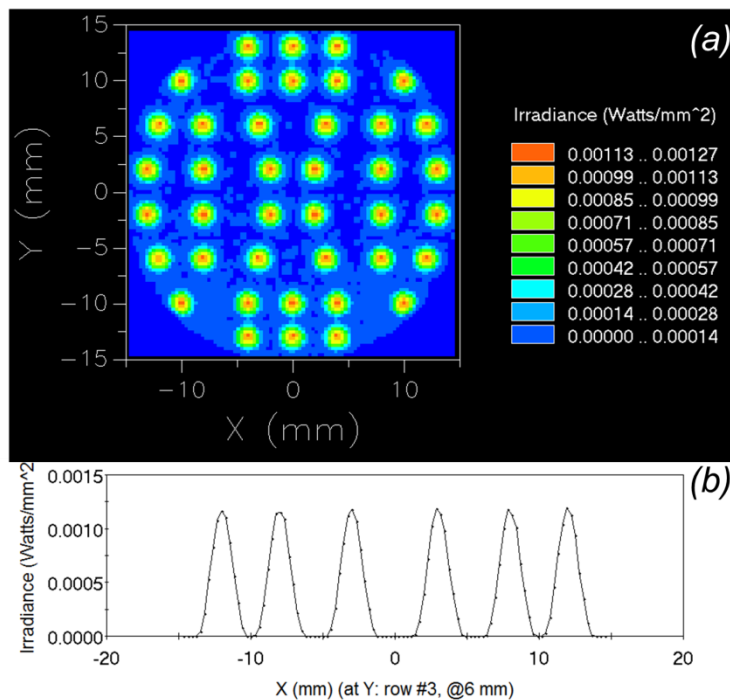 (a)
15
10
5
0
−5
−10
−15
Y (mm)
−10
0
10
X (mm)
Irradiance (Watts/mm^2)
0.00113 .. 0.00127
0.00099 .. 0.00113
0.00085 .. 0.00099
0.00071 .. 0.00085
0.00057 .. 0.00071
0.00042 .. 0.00057
0.00028 .. 0.00042
0.00014 .. 0.00028
0.00000 .. 0.00014
(b)
Irradiance (Watts/mm^2
0.0015
0.0010
0.0005
0.0000
-20
-10
0
10
20
X (mm) (at Y: row #3, @6 mm)